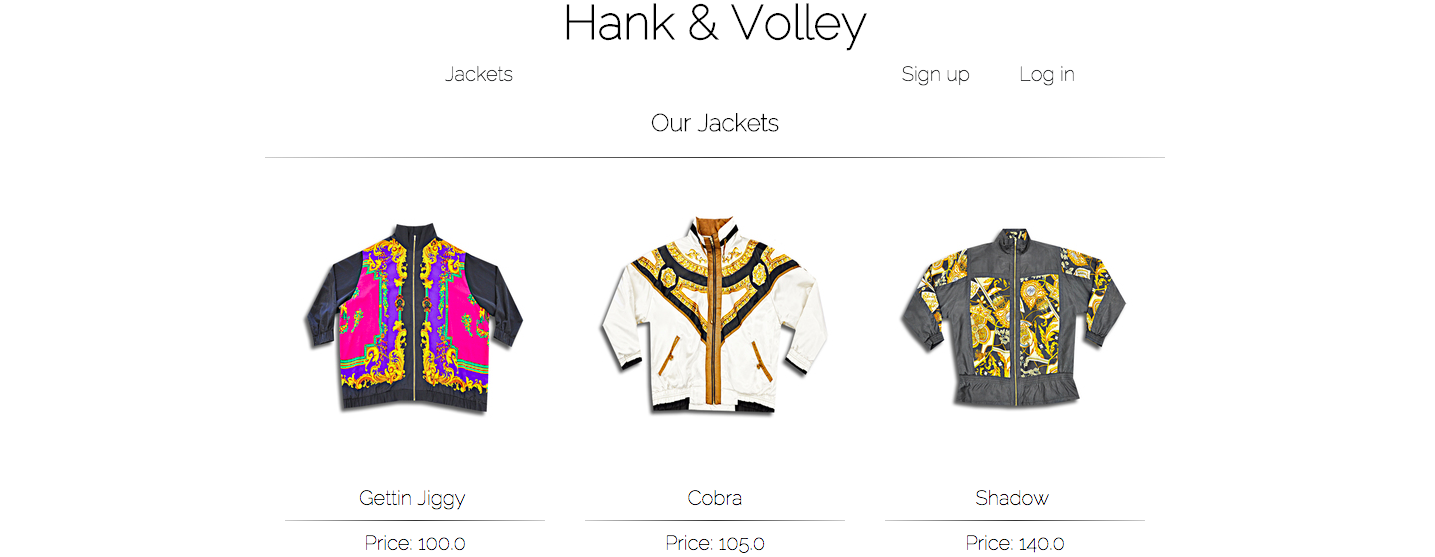 Hank & Volley
Jackets Sign up Log in
Our Jackets
Gettin Jiggy Cobra Shadow
Price: 100.0 Price: 105.0 Price: 140.0